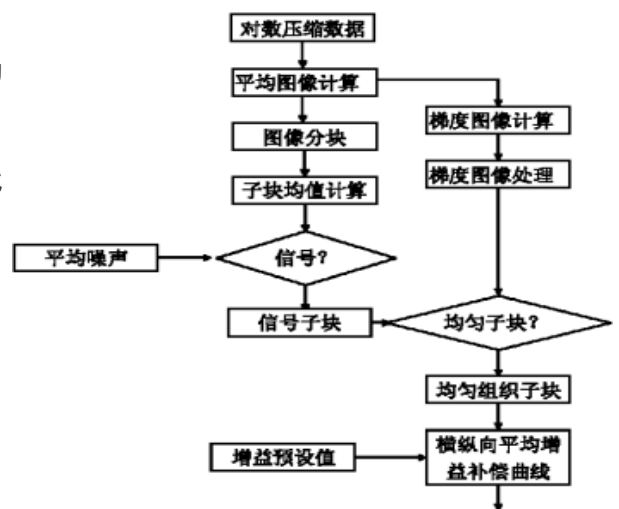 对数压缩数据
平均图像计算
图像分块
子块均值计算
平均噪声
信号？
信号子块
梯度图像计算
梯度图像处理
均匀子块？
均匀组织子块
增益预设值
横纵向平均增
益补偿曲线